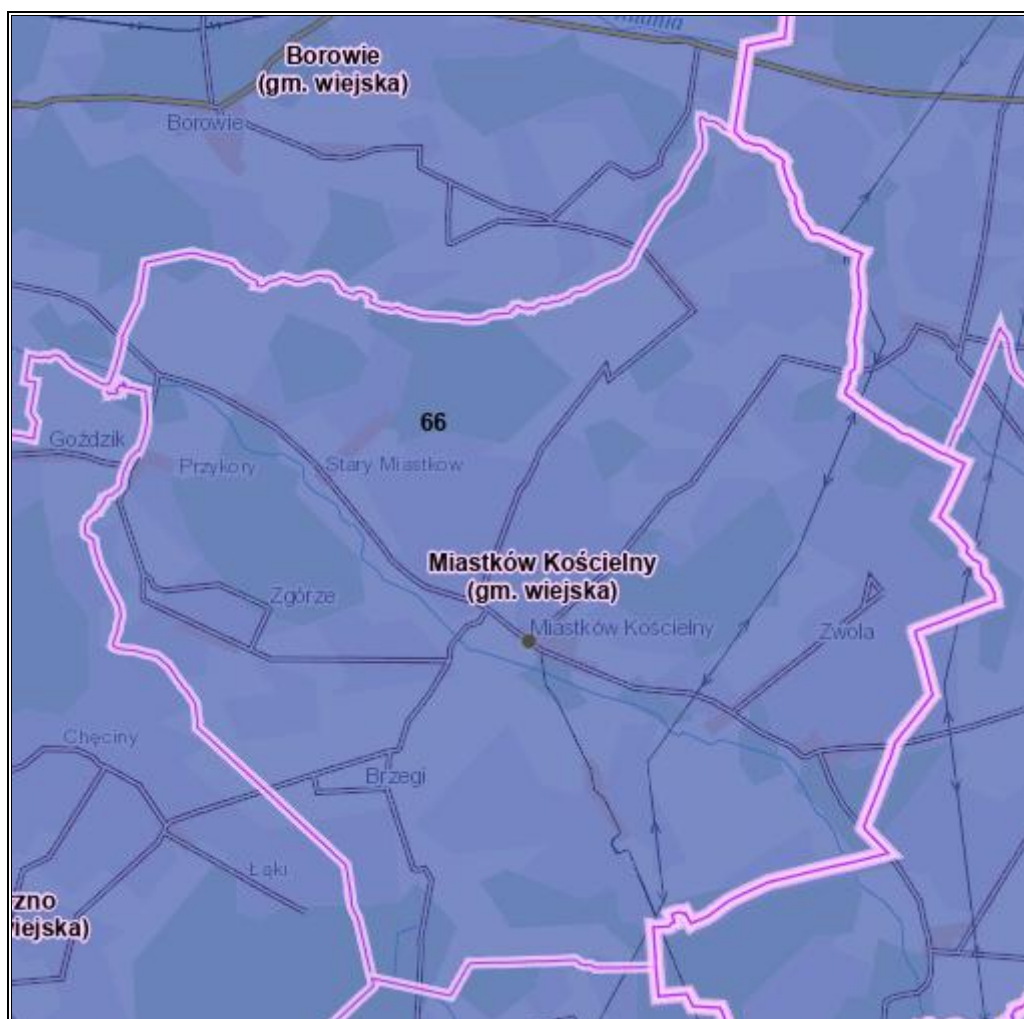 Borowie
(gm. wiejska)
Borowie
66
Goździk
Przykory
Stary Miastków
Miastków Kościelny
(gm. wiejska)
Zgórze
Miastków Kościelny
Zwola
Chęciny
Brzegi
Łąki
zno
viejska)